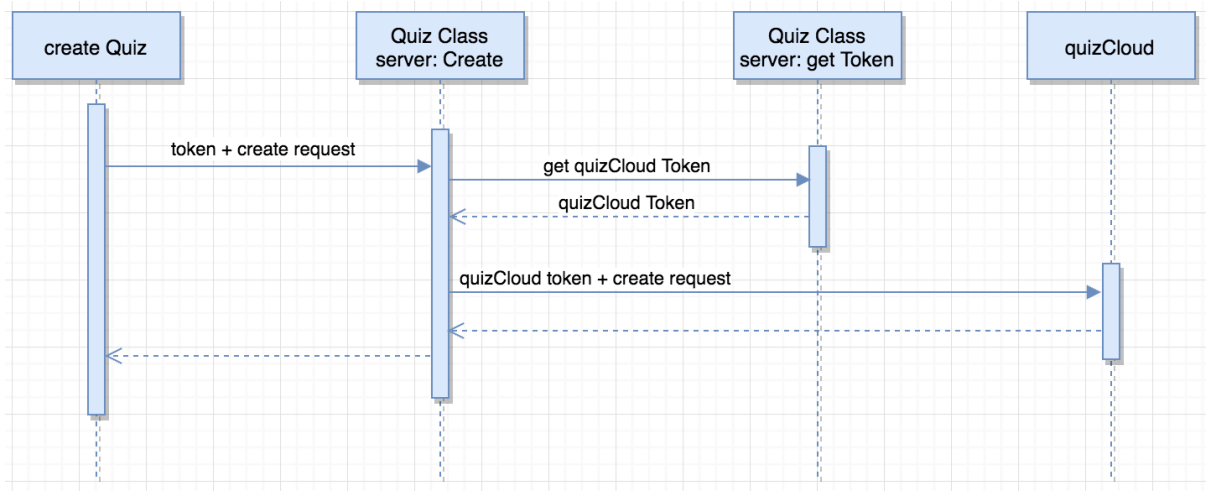 create Quiz
Quiz Class
server: Create
Quiz Class
server: get Token
quizCloud
token + create request
get quizCloud Token
quizCloud Token
quizCloud token + create request